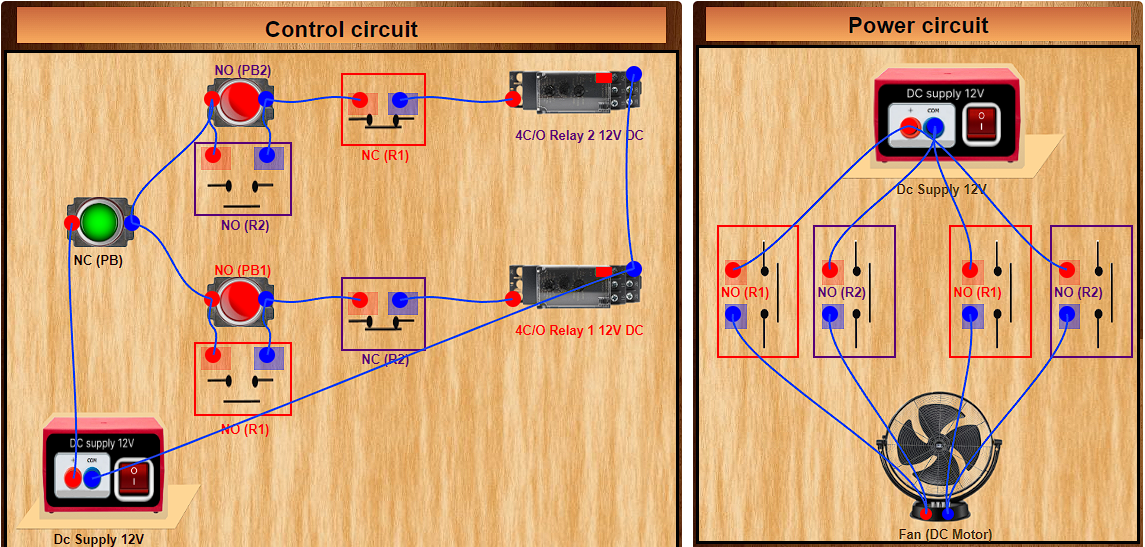 Control circuit
NO (PB2)
NC (R1)
4C/O Relay 2 12V DC
NO (R2)
NC (PB)
NO (PB1)
4C/O Relay 1 12V DC
NC (R2)
NO (R1)
DC supply 12V
+ COM
O
I
Dc Supply 12V
Power circuit
DC supply 12V
+ COM
O
I
Dc Supply 12V
NO (R1)
NO (R2)
NO (R1)
NO (R2)
Fan (DC Motor)